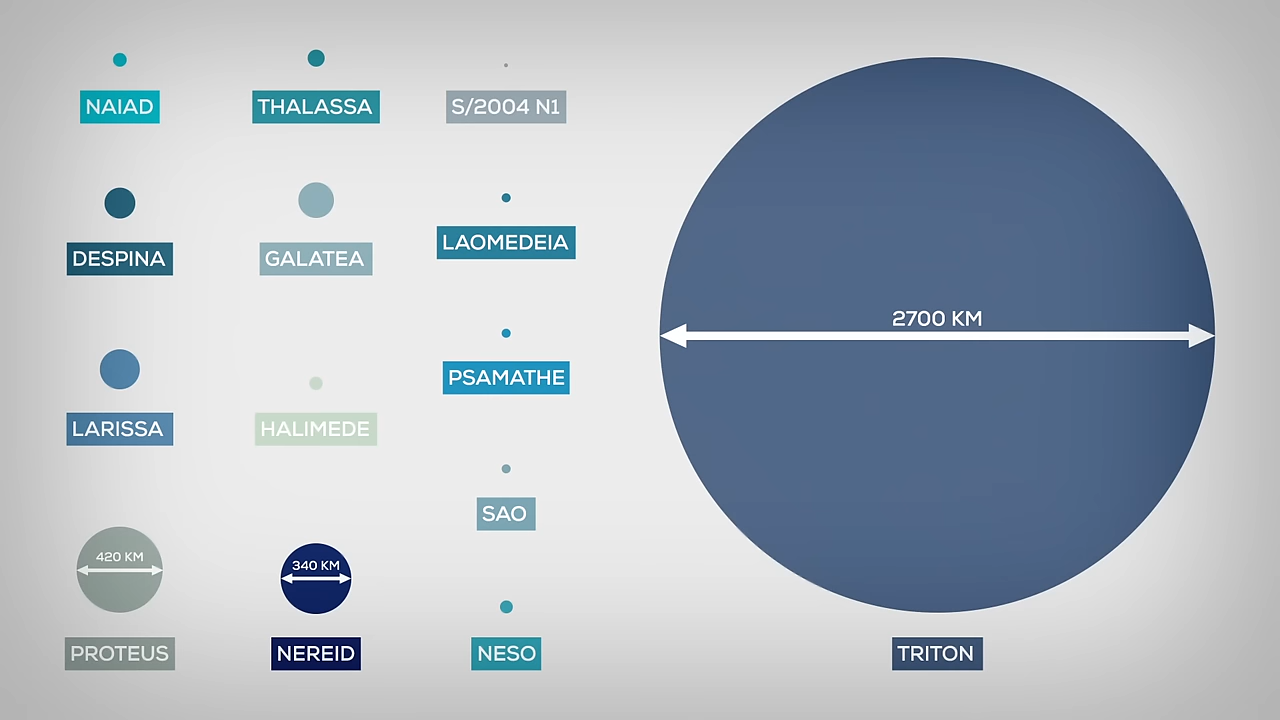 NAIAD
THALASSA
S/2004 N1
DESPINA
GALATEA
LAOMEDEIA
2700 KM
PSAMATHE
LARISSA
HALIMEDE
SAO
420 KM
340 KM
PROTEUS
NEREID
NESO
TRITON